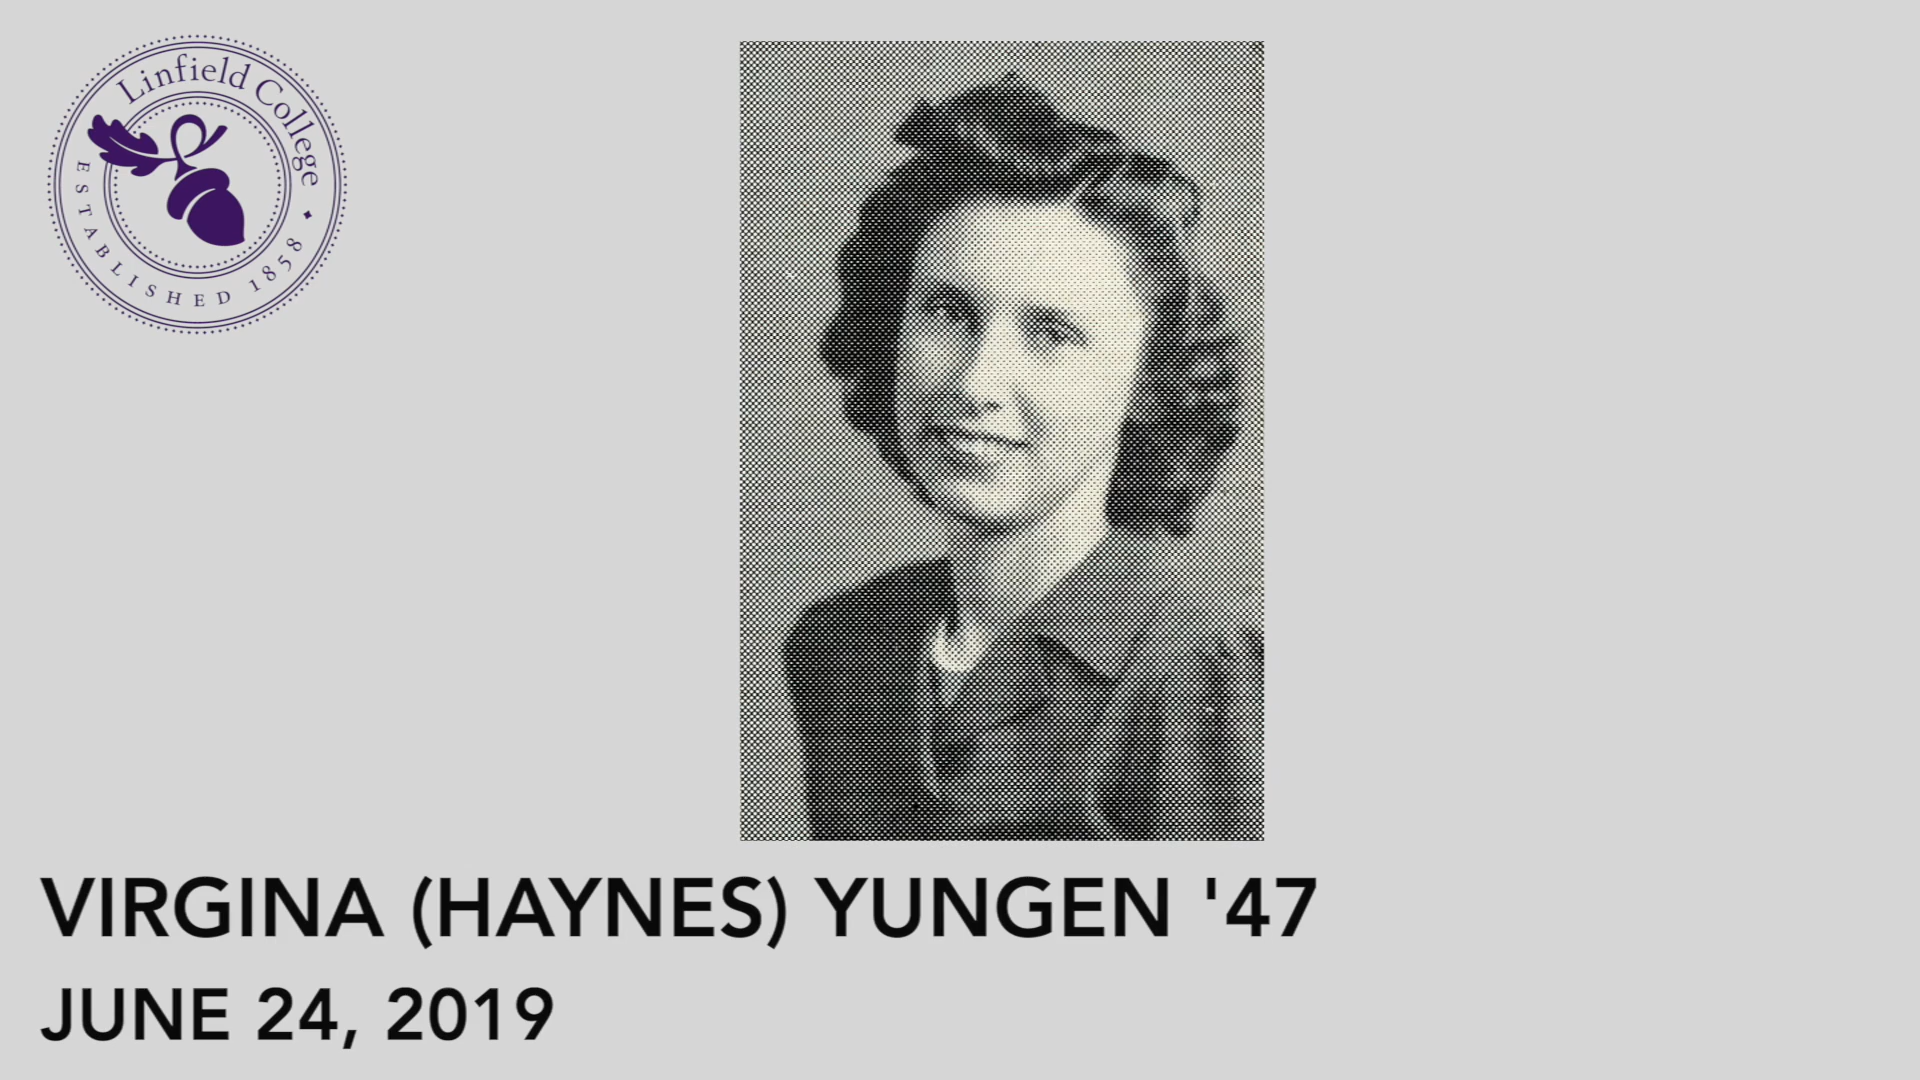 Linfield College
ESTABLISHED 1858
VIRGINA (HAYNES) YUNGEN '47
JUNE 24, 2019